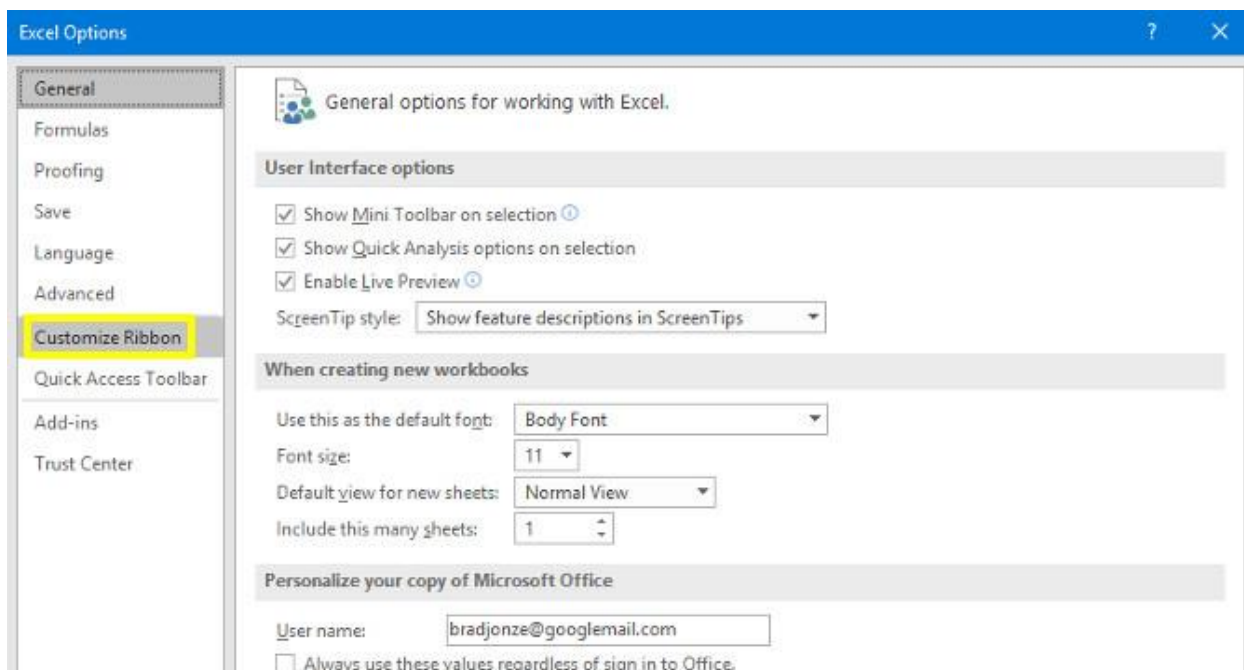 Excel Options ? ×
General
Formulas
Proofing
Save
Language
Advanced
Customize Ribbon
Quick Access Toolbar
Add-ins
Trust Center
General options for working with Excel.
User Interface options
Show Mini Toolbar on selection
Show Quick Analysis options on selection
Enable Live Preview
ScreenTip style: Show feature descriptions in ScreenTips
When creating new workbooks
Use this as the default font: Body Font
Font size: 11
Default view for new sheets: Normal View
Include this many sheets: 1
Personalize your copy of Microsoft Office
User name: bradjonze@googlemail.com
Always use these values regardless of sign in to Office.